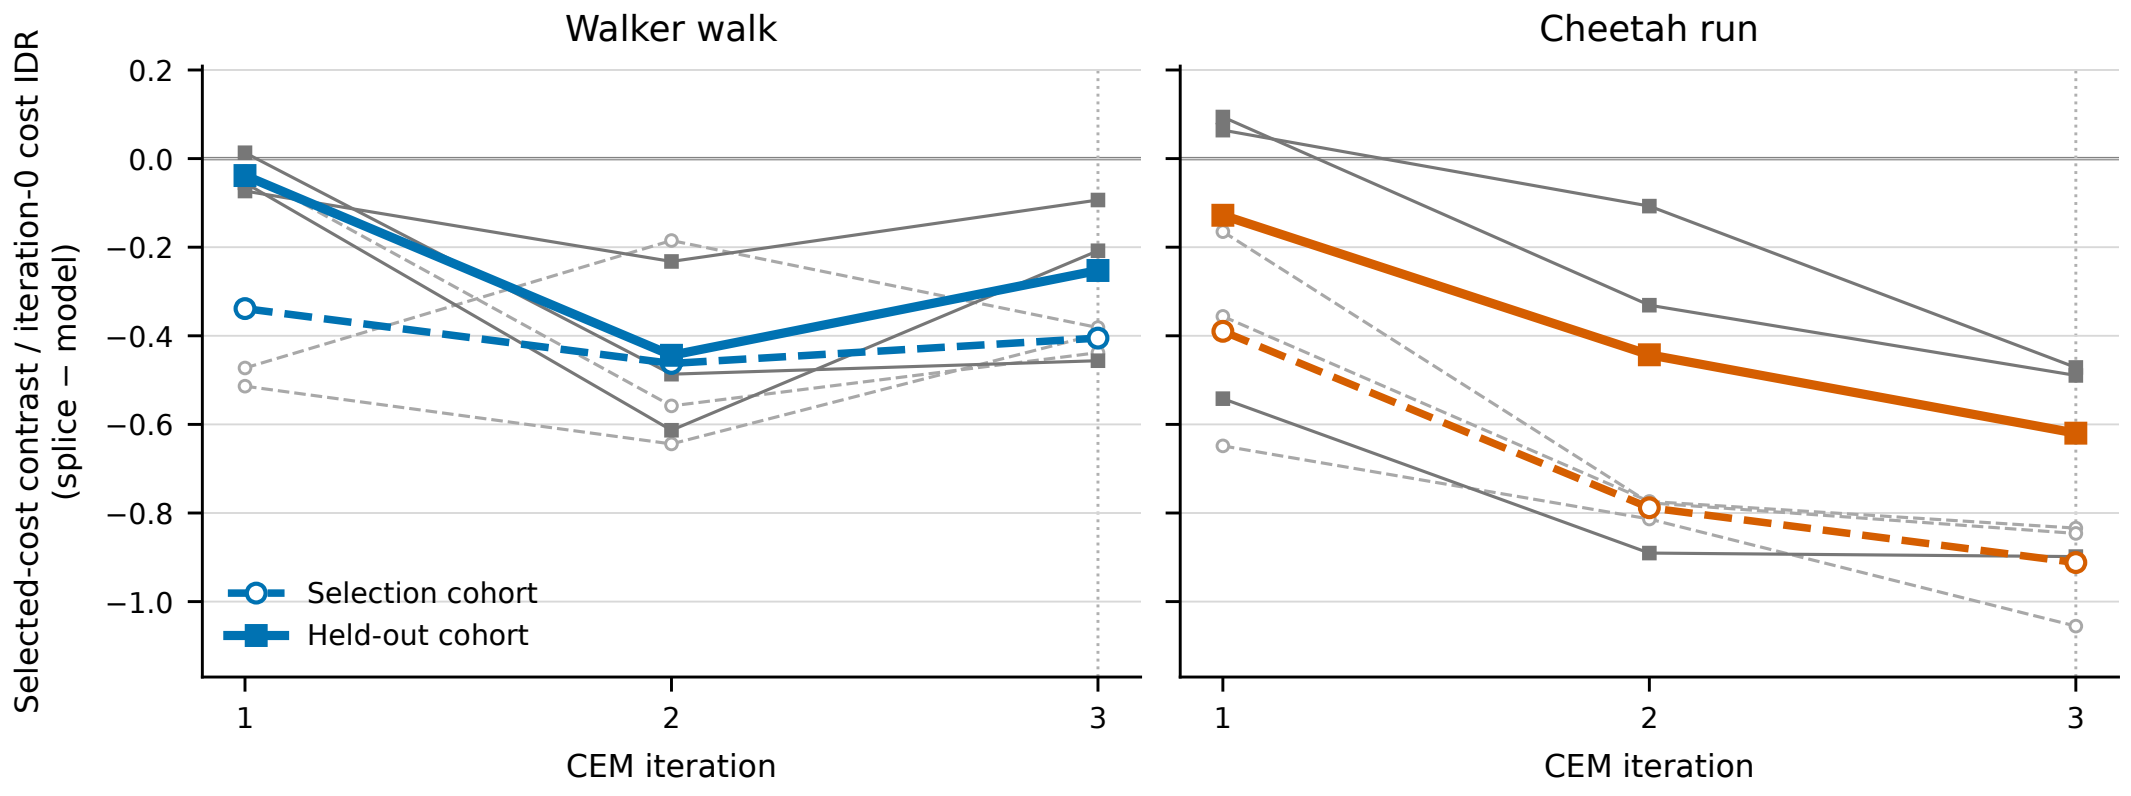 Walker walk
Cheetah run
Selected-cost contrast / iteration-0 cost IDR
(splice − model)
0.2
0.0
−0.2
−0.4
−0.6
−0.8
−1.0
Selection cohort
Held-out cohort
1 2 3
1 2 3
CEM iteration
CEM iteration